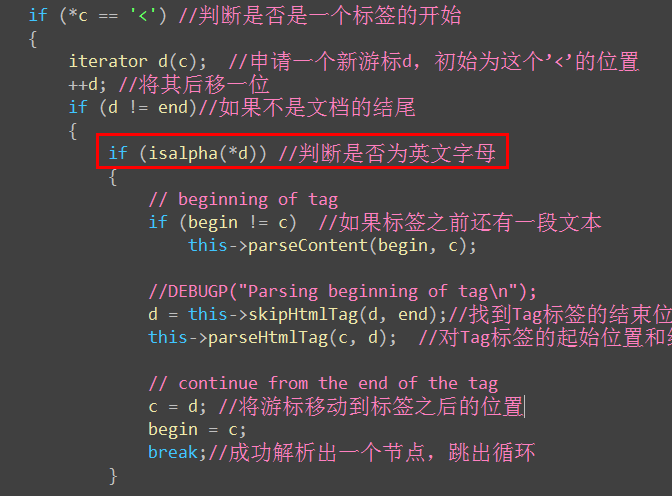 if (*c == '<') //判断是否是一个标签的开始
{
iterator d(c);  //申请一个新游标d，初始为这个’<’的位置
++d; //将其后移一位
if (d != end)//如果不是文档的结尾
{
if (isalpha(*d)) //判断是否为英文字母
{
// beginning of tag
if (begin != c)  //如果标签之前还有一段文本
this->parseContent(begin, c);
//DEBUGP("Parsing beginning of tag\n");
d = this->skipHtmlTag(d, end);//找到Tag标签的结束位
this->parseHtmlTag(c, d);  //对Tag标签的起始位置和
// continue from the end of the tag
c = d; //将游标移动到标签之后的位置
begin = c;
break;//成功解析出一个节点，跳出循环
}